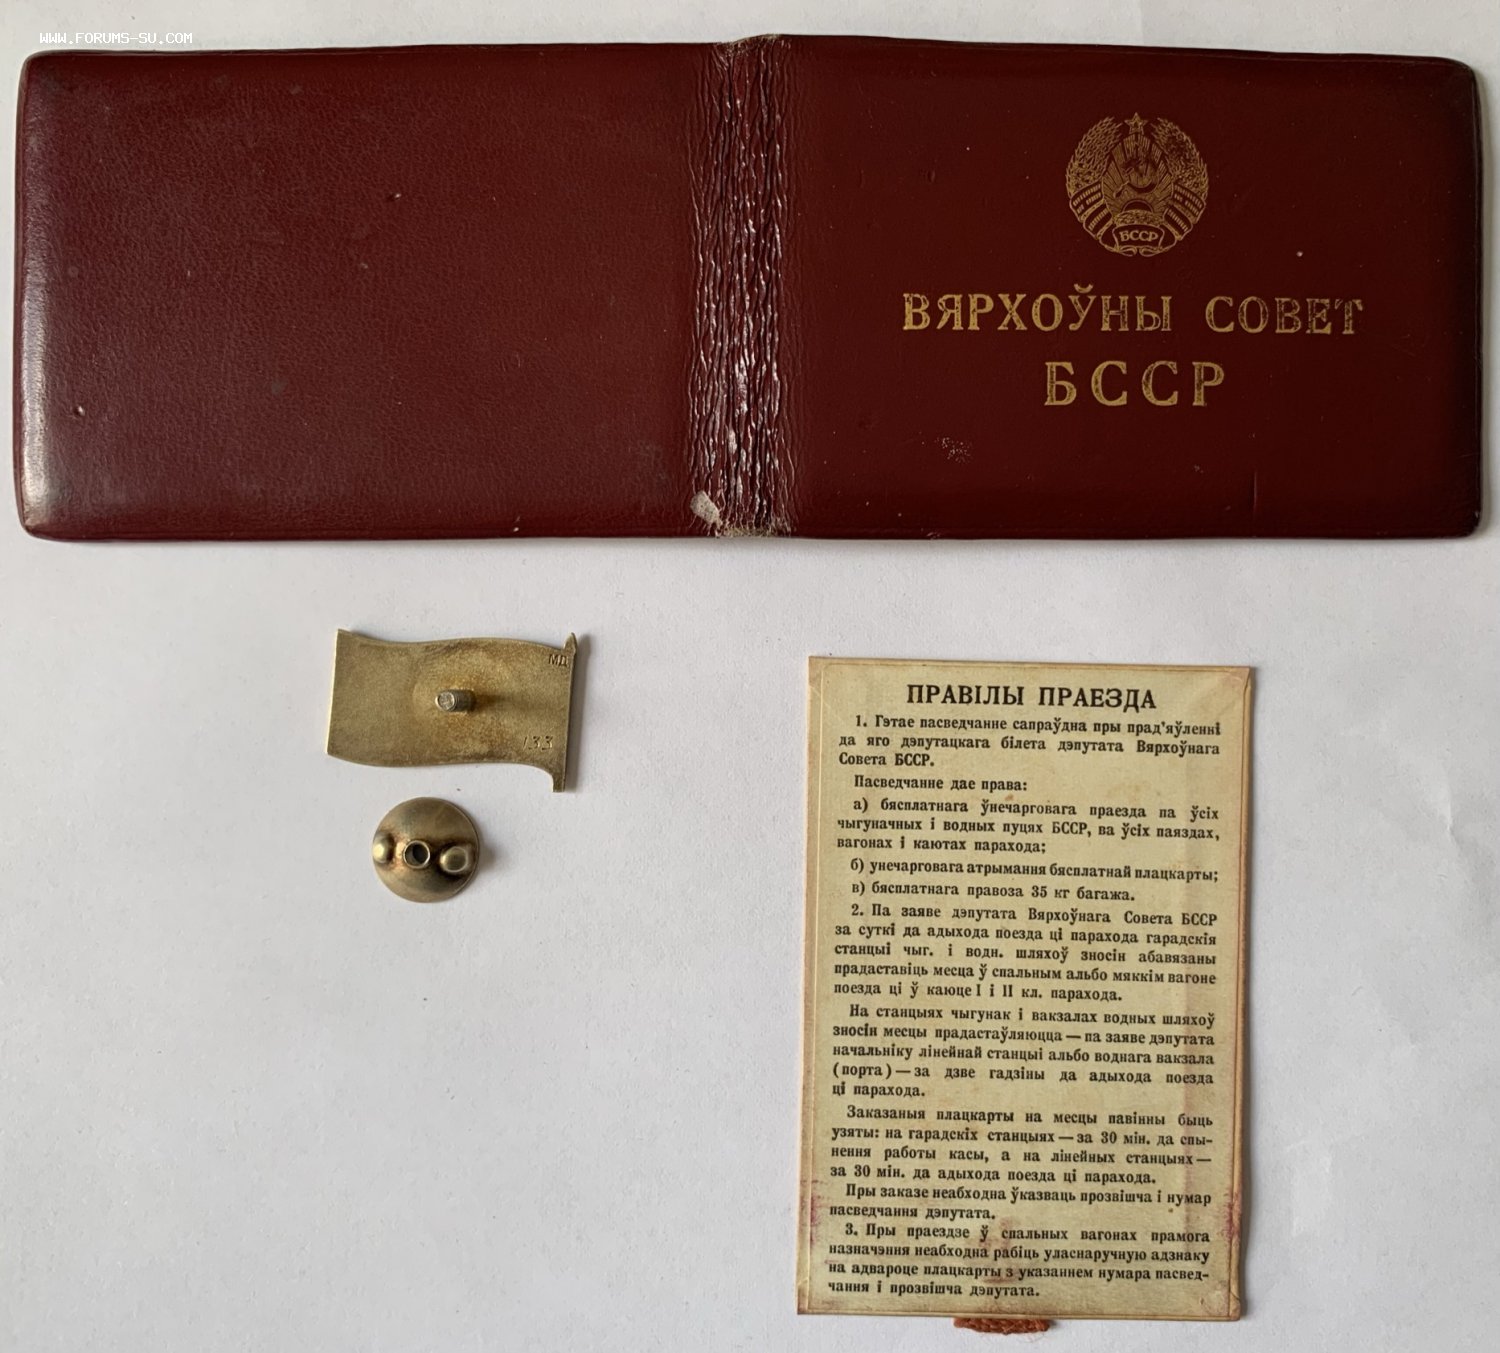 WWW.FORUMS-SU.COM
БССР
ВЯРХОЎНЫ СОВЕТ
БССР
МД
133
ПРАВІЛЫ ПРАЕЗДА
1. Гэтае пасведчанне сапраўдна пры прад'яўленні
да яго дэпутацкага білета дэпутата Вярхоўнага
Совета БССР.
Пасведчанне дае права:
а) бясплатнага ўнечарговага праезда па ўсіх
чыгуначных і водных пуцях БССР, ва ўсіх паяздах,
вагонах і каютах парахода;
б) унечарговага атрымання бясплатнай плацкарты;
в) бясплатнага правоза 35 кг багажа.
2. Па заяве дэпутата Вярхоўнага Совета БССР
за суткі да адыхода поезда ці парахода гарадскія
станцыі чыг. і водн. шляхоў зносін абавязаны
прадаставіць месца ў спальным альбо мяккім вагоне
поезда ці ў каюце I і II кл. парахода.
На станцыях чыгунак і вакзалах водных шляхоў
зносін месцы прадастаўляюцца — па заяве дэпутата
начальніку лінейнай станцыі альбо воднага вакзала
(порта) — за дзве гадзіны да адыхода поезда
ці парахода.
Заказаныя плацкарты на месцы павінны быць
узяты: на гарадскіх станцыях — за 30 мін. да спы-
нення работы касы, а на лінейных станцыях —
за 30 мін. да адыхода поезда ці парахода.
Пры заказе неабходна ўказваць прозвішча і нумар
пасведчання дэпутата.
3. Пры праездзе ў спальных вагонах прамога
назначэння неабходна рабіць уласнаручную адзнаку
на адвароце плацкарты з указаннем нумара пасвед-
чання і прозвішча дэпутата.